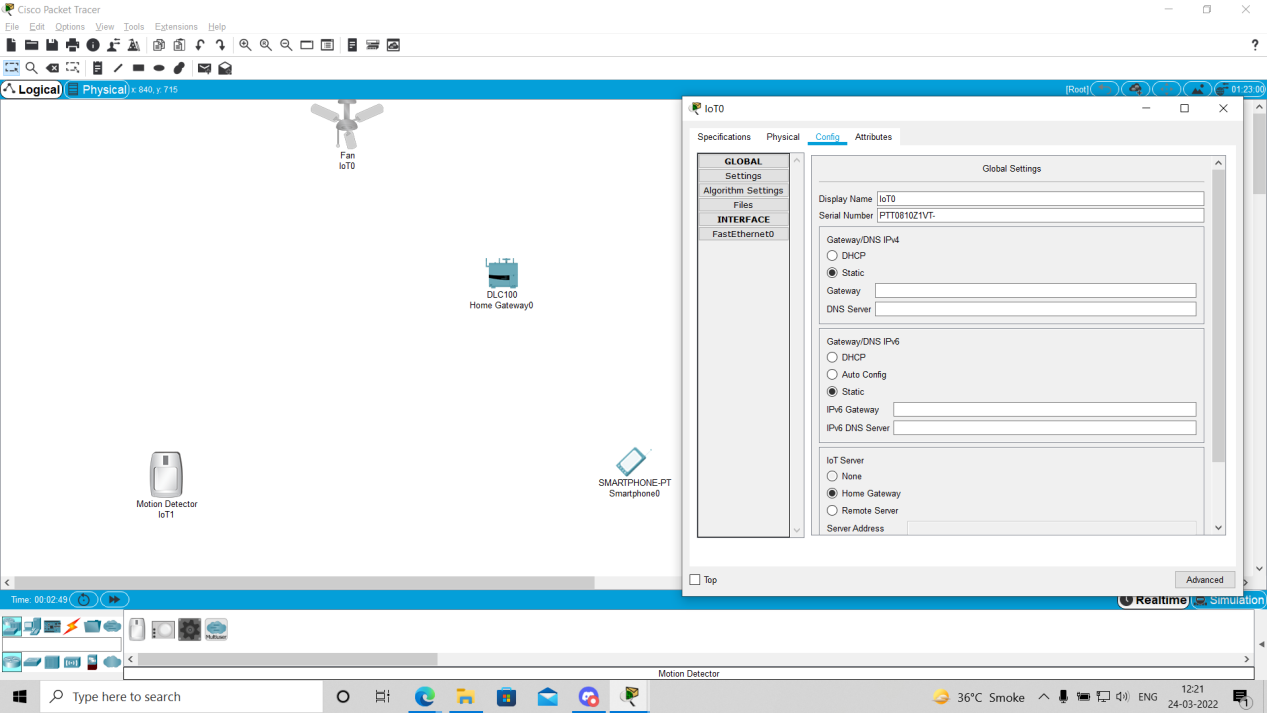 Cisco Packet Tracer
File Edit Options View Tools Extensions Help
?
Logical Physical x: 840, y: 715
[Root] 01:23:00
Fan
IoT0
DLC100
Home Gateway0
Motion Detector
IoT1
SMARTPHONE-PT
Smartphone0
IoT0
Specifications Physical Config Attributes
GLOBAL
Settings
Algorithm Settings
Files
INTERFACE
FastEthernet0
Global Settings
Display Name IoT0
Serial Number PTT0810Z1VT-
Gateway/DNS IPv4
DHCP
Static
Gateway
DNS Server
Gateway/DNS IPv6
DHCP
Auto Config
Static
IPv6 Gateway
IPv6 DNS Server
IoT Server
None
Home Gateway
Remote Server
Server Address
Top
Advanced
Time: 00:02:49
Realtime Simulation
Multiuser
Motion Detector
Type here to search
36°C Smoke
ENG
12:21
24-03-2022
1